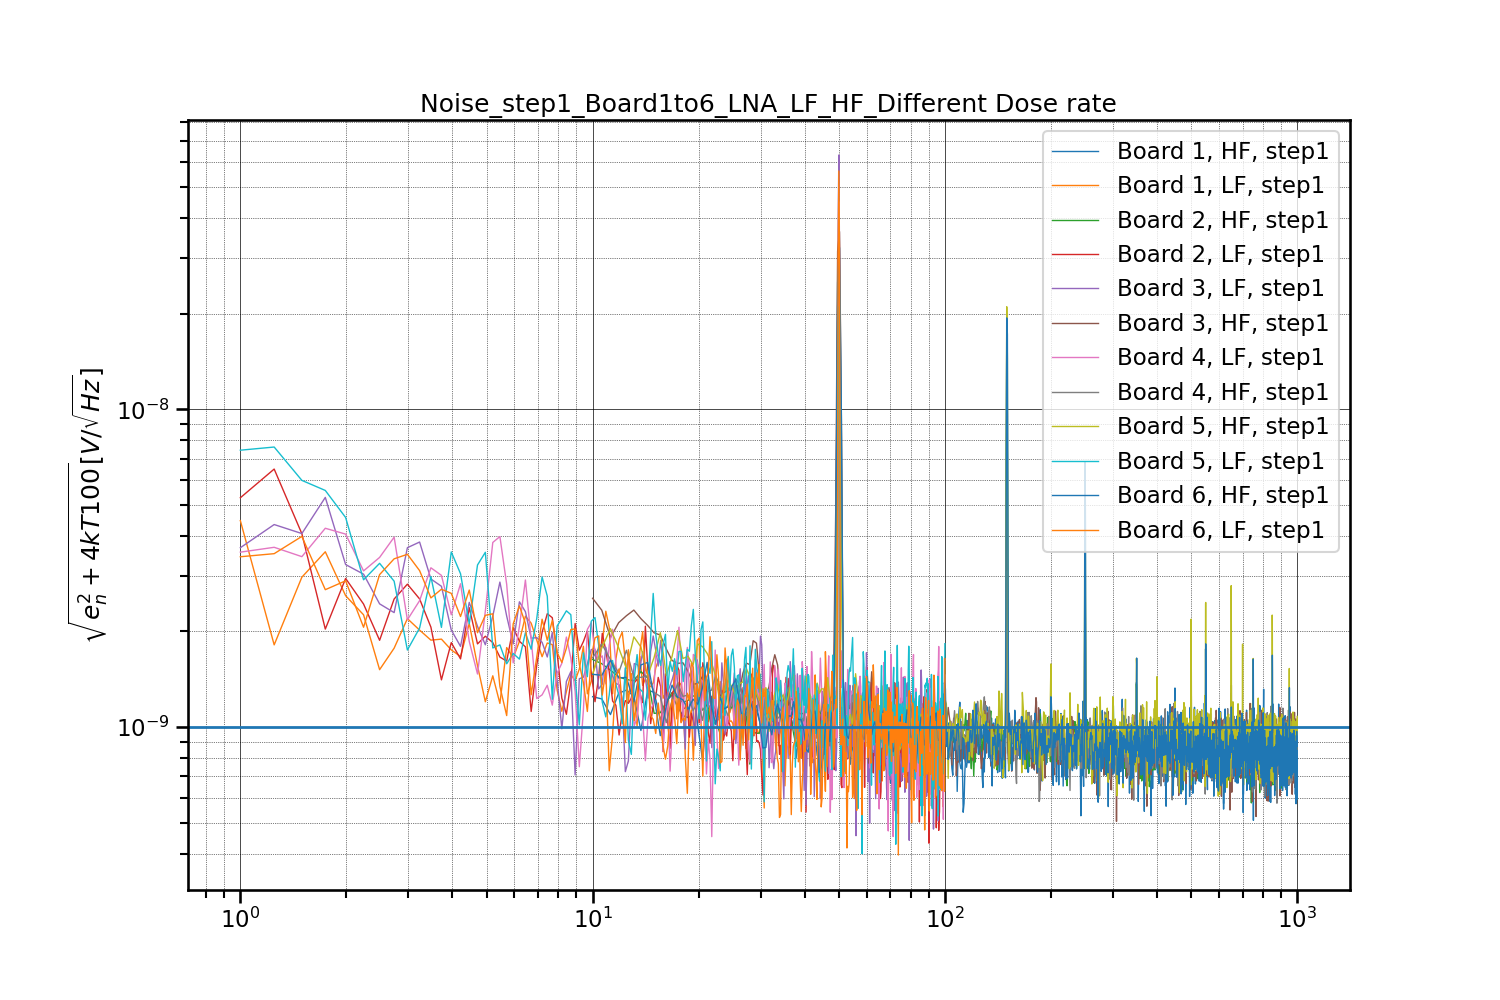 Noise_step1_Board1to6_LNA_LF_HF_Different Dose rate
√(e_n^2 + 4kT100) [V/√Hz]
10^-8
10^-9
10^0 10^1 10^2 10^3
Board 1, HF, step1
Board 1, LF, step1
Board 2, HF, step1
Board 2, LF, step1
Board 3, LF, step1
Board 3, HF, step1
Board 4, LF, step1
Board 4, HF, step1
Board 5, HF, step1
Board 5, LF, step1
Board 6, HF, step1
Board 6, LF, step1